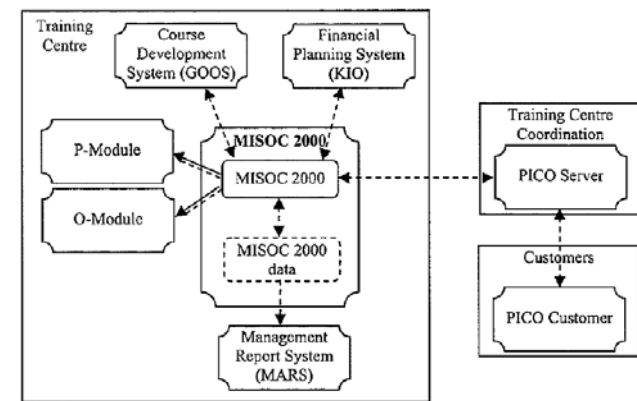 Training
Centre
Course
Development
System (GOOS)
Financial
Planning System
(KIO)
P-Module
O-Module
MISOC 2000
MISOC 2000
MISOC 2000
data
Management
Report System
(MARS)
Training Centre
Coordination
PICO Server
Customers
PICO Customer